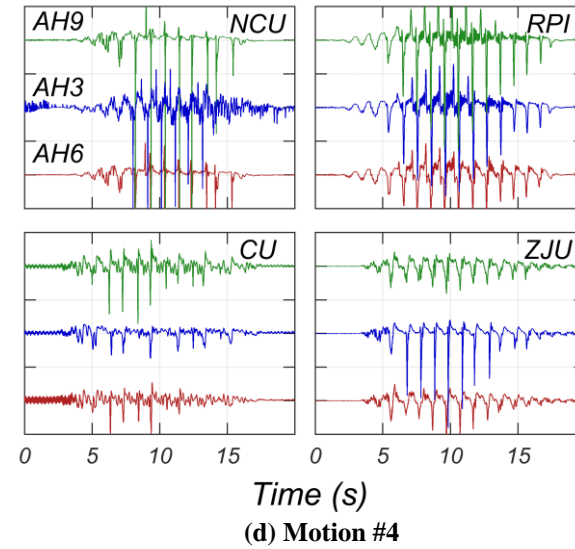 AH9 NCU RPI
AH3
AH6
CU ZJU
0 5 10 15 0 5 10 15
Time (s)
(d) Motion #4